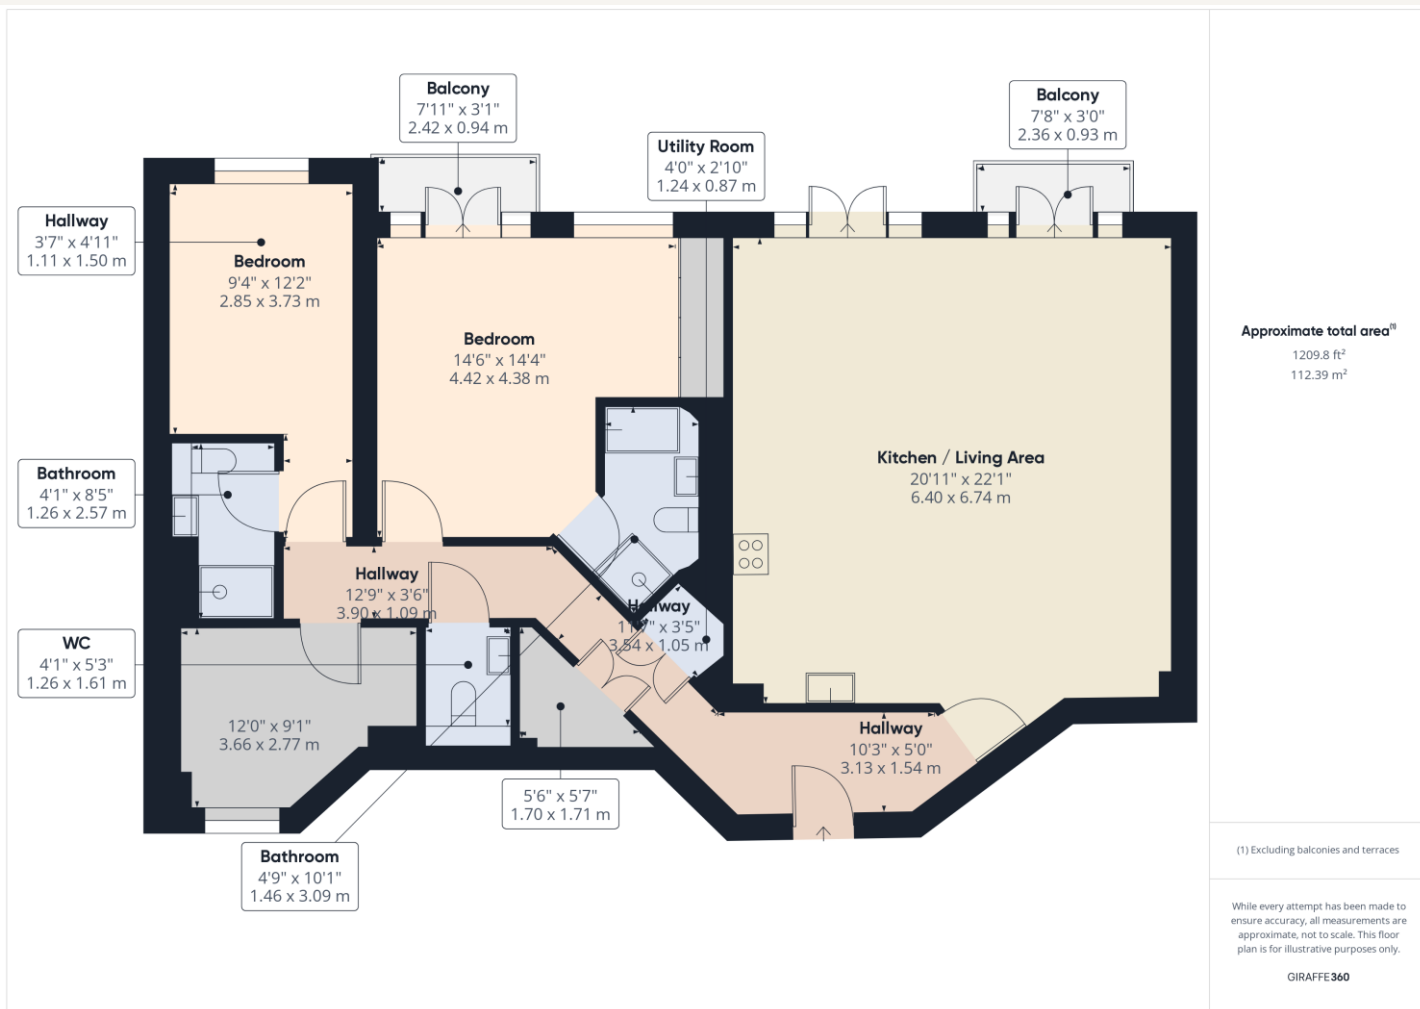 Balcony
7'11" x 3'1"
2.42 x 0.94 m
Balcony
7'8" x 3'0"
2.36 x 0.93 m
Utility Room
4'0" x 2'10"
1.24 x 0.87 m
Hallway
3'7" x 4'11"
1.11 x 1.50 m
Bedroom
9'4" x 12'2"
2.85 x 3.73 m
Bedroom
14'6" x 14'4"
4.42 x 4.38 m
Approximate total area(1)
1209.8 ft²
112.39 m²
Kitchen / Living Area
20'11" x 22'1"
6.40 x 6.74 m
Bathroom
4'1" x 8'5"
1.26 x 2.57 m
Hallway
12'9" x 3'6"
3.90 x 1.09 m
Hallway
11'7" x 3'5"
3.54 x 1.05 m
WC
4'1" x 5'3"
1.26 x 1.61 m
12'0" x 9'1"
3.66 x 2.77 m
Hallway
10'3" x 5'0"
3.13 x 1.54 m
5'6" x 5'7"
1.70 x 1.71 m
Bathroom
4'9" x 10'1"
1.46 x 3.09 m
(1) Excluding balconies and terraces
While every attempt has been made to
ensure accuracy, all measurements are
approximate, not to scale. This floor
plan is for illustrative purposes only.
GIRAFFE360